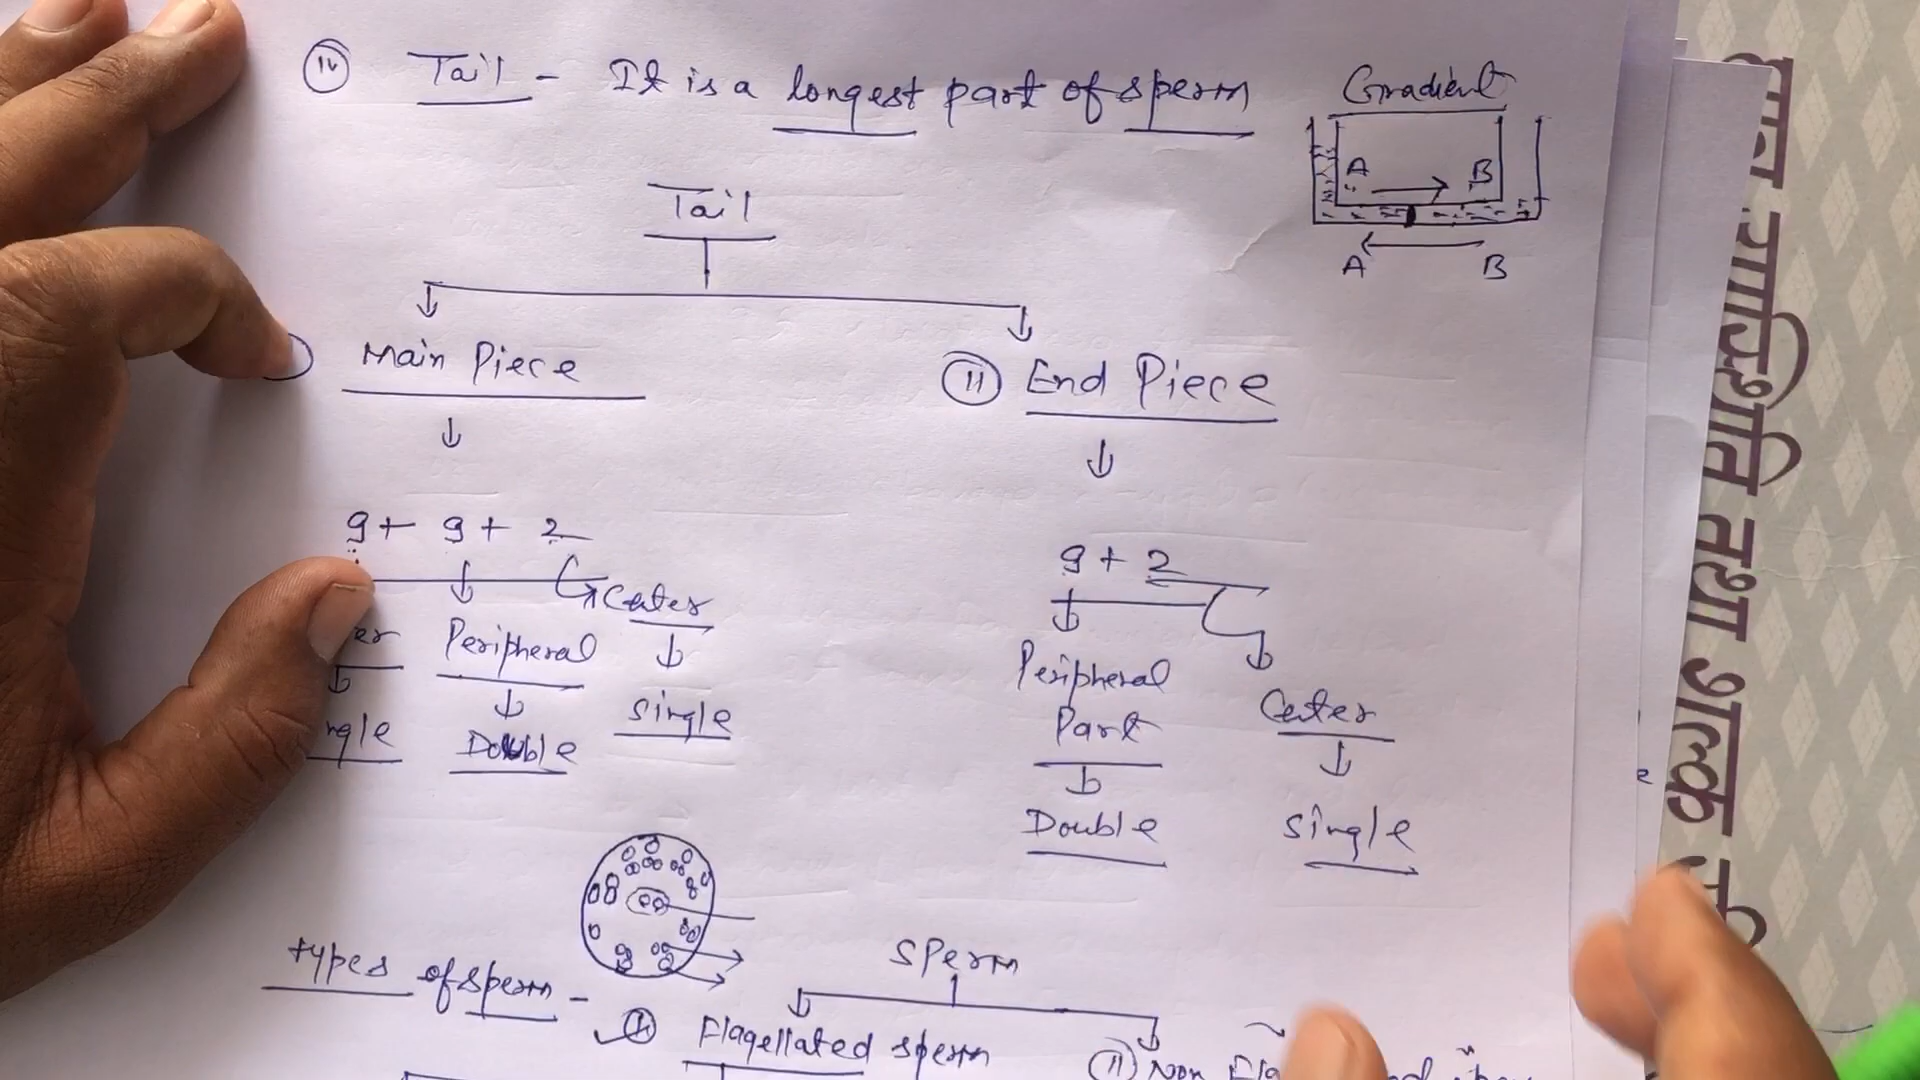 IV Tail - It is a longest part of sperm
Gradient
A B
A B
Tail
Main Piece
II End Piece
9 + 9 + 2
9 + 2
Center
Peripheral
Single
Double
Peripheral
Part
Center
Double
Single
types of sperm -
Sperm
Flagellated sperm
II Non